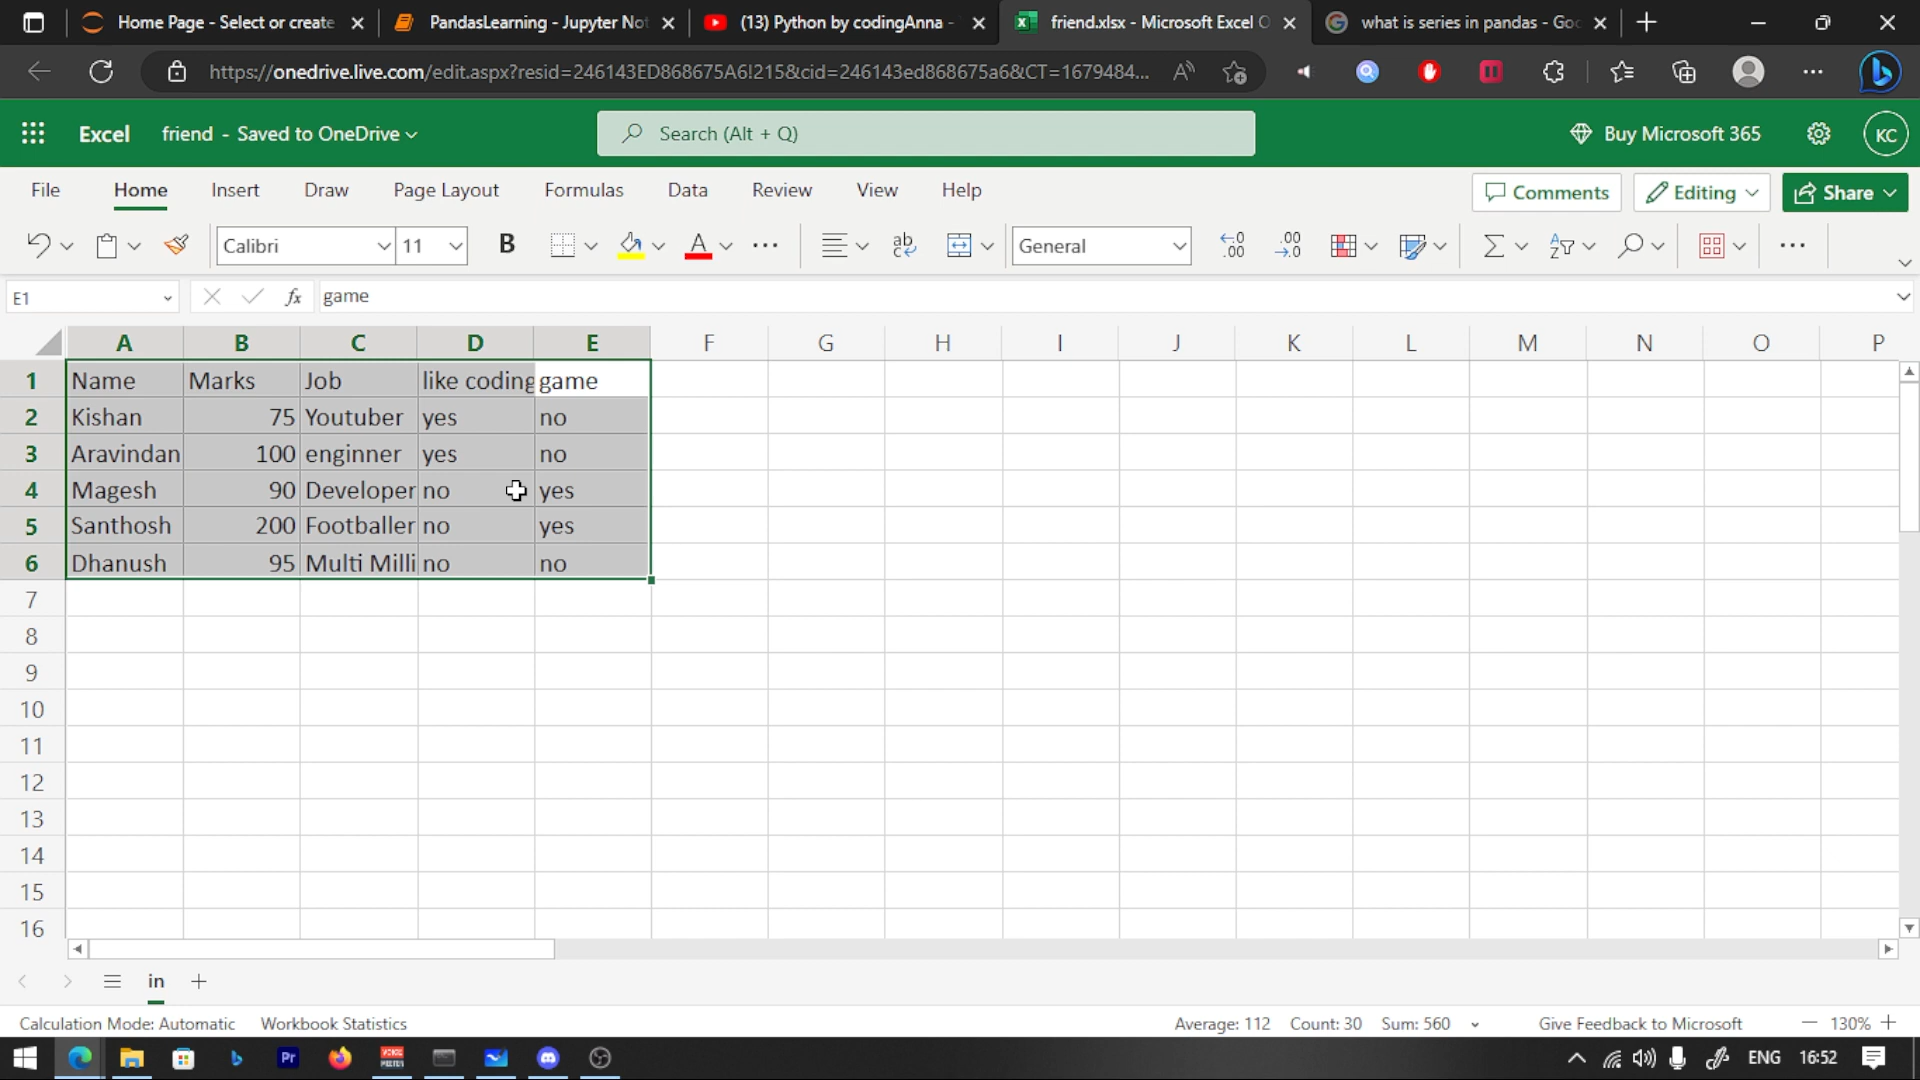 Home Page - Select or create
PandasLearning - Jupyter Not
(13) Python by codingAnna -
friend.xlsx - Microsoft Excel O
what is series in pandas - Goo
https://onedrive.live.com/edit.aspx?resid=246143ED868675A6!215&cid=246143ed868675a6&CT=1679484...
Excel friend - Saved to OneDrive
Search (Alt + Q)
Buy Microsoft 365
KC
File Home Insert Draw Page Layout Formulas Data Review View Help
Comments Editing Share
Calibri 11 B General
E1 fx game
A B C D E F G H I J K L M N O P
1 Name Marks Job like coding game
2 Kishan 75 Youtuber yes no
3 Aravindan 100 enginner yes no
4 Magesh 90 Developer no yes
5 Santhosh 200 Footballer no yes
6 Dhanush 95 Multi Milli no no
7
8
9
10
11
12
13
14
15
16
in
Calculation Mode: Automatic Workbook Statistics Average: 112 Count: 30 Sum: 560 Give Feedback to Microsoft 130%
Pr ENG 16:52